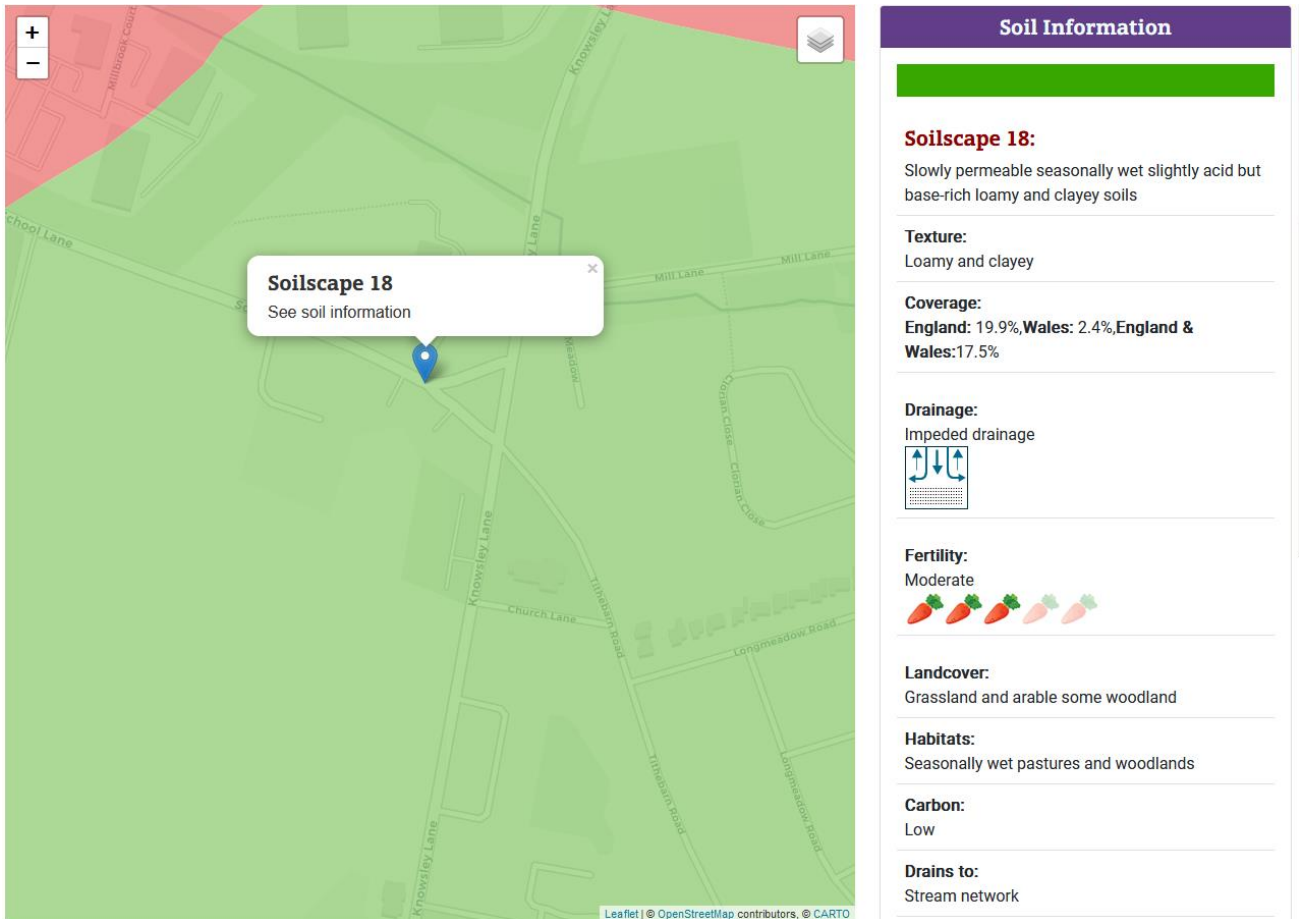 +
−
Millbrook Court
Knowsley La
School Lane
y Lane
Mill Lane
Mill Lane
Soilscape 18
×
See soil information
Sc
Meadow
Clorian Close
Clorian Close
Knowsley Lane
Church Lane
Tithebarn Road
Longmeadow Road
Tithebarn Road
Longmeadow Road
Knowsley Lane
Leaflet | © OpenStreetMap contributors, © CARTO
Soil Information
Soilscape 18:
Slowly permeable seasonally wet slightly acid but
base-rich loamy and clayey soils
Texture:
Loamy and clayey
Coverage:
England: 19.9%,Wales: 2.4%,England &
Wales:17.5%
Drainage:
Impeded drainage
Fertility:
Moderate
Landcover:
Grassland and arable some woodland
Habitats:
Seasonally wet pastures and woodlands
Carbon:
Low
Drains to:
Stream network